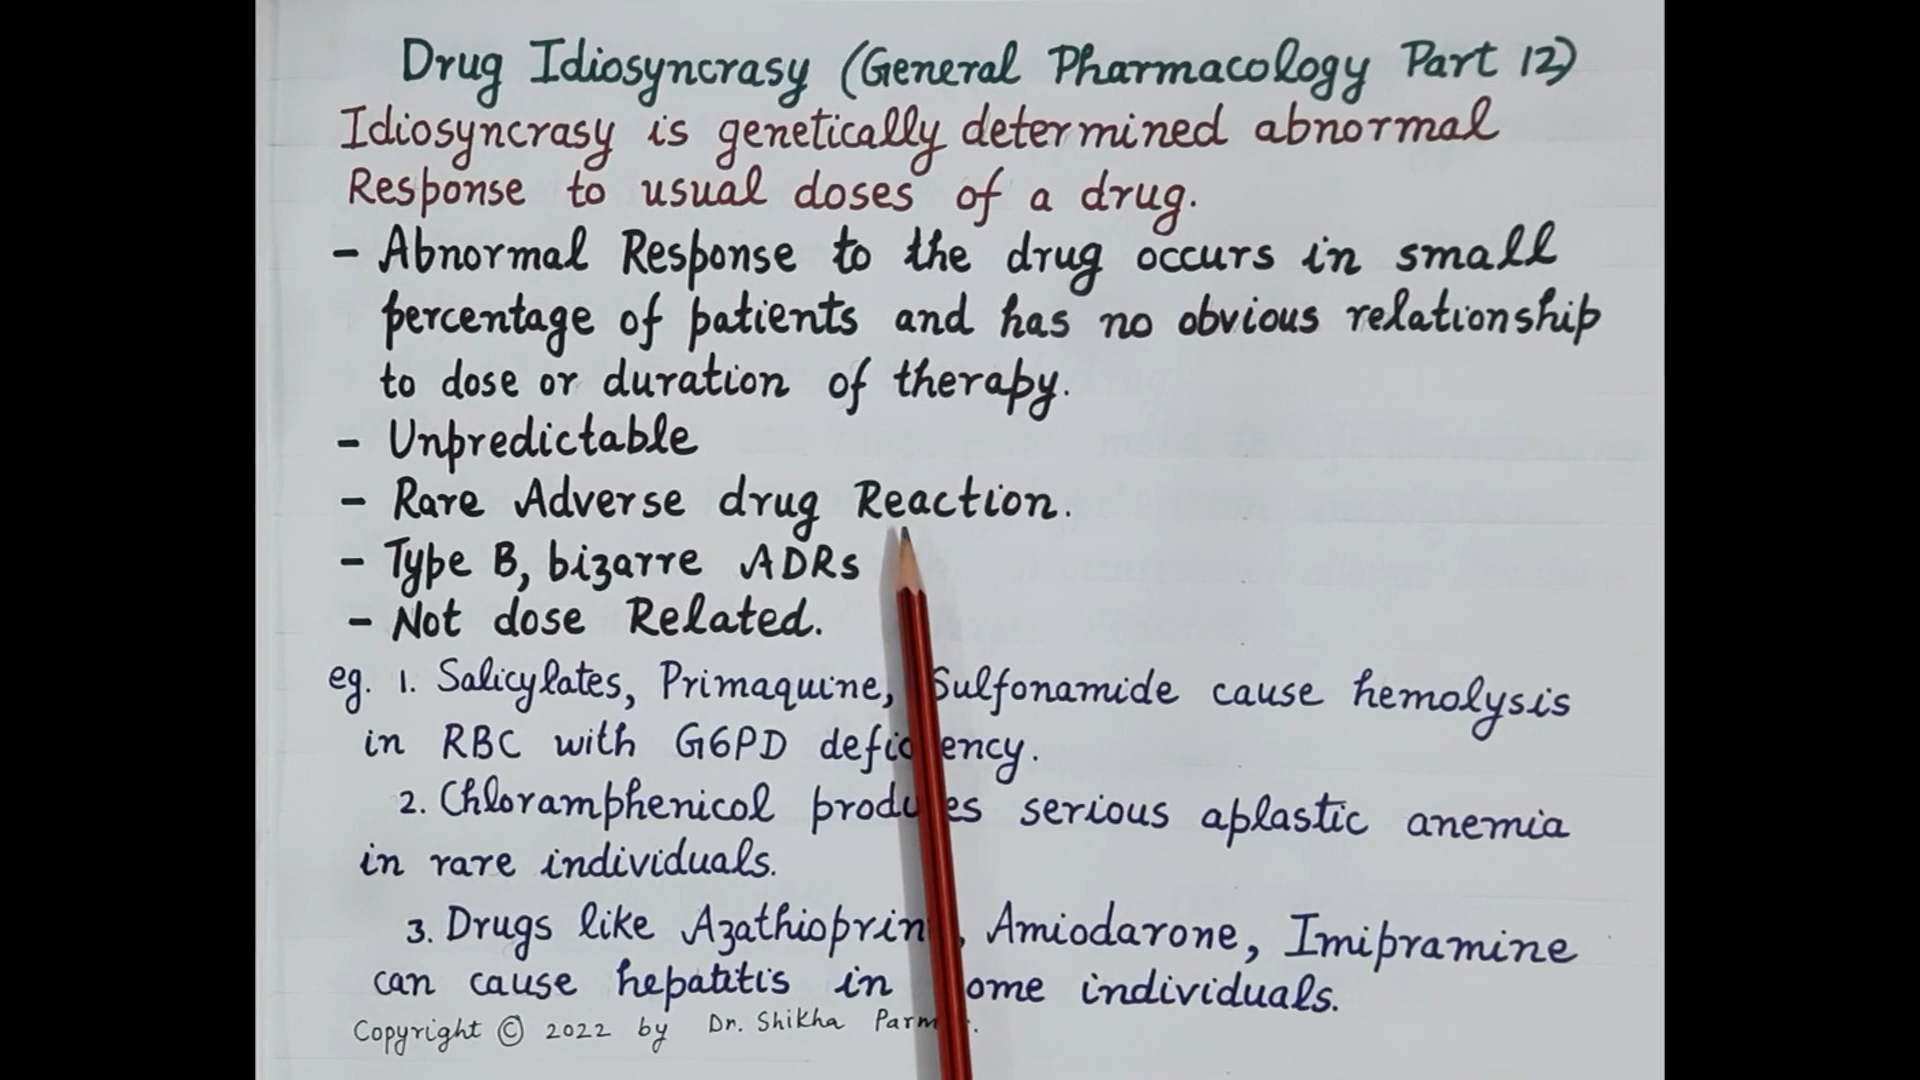 Drug Idiosyncrasy (General Pharmacology Part 12)
Idiosyncrasy is genetically determined abnormal
Response to usual doses of a drug.
- Abnormal Response to the drug occurs in small
percentage of patients and has no obvious relationship
to dose or duration of therapy.
- Unpredictable
- Rare Adverse drug Reaction.
- Type B, bizarre ADRs
- Not dose Related.
eg. 1. Salicylates, Primaquine, Sulfonamide cause hemolysis
in RBC with G6PD deficiency.
2. Chloramphenicol produces serious aplastic anemia
in rare individuals.
3. Drugs like Azathioprin, Amiodarone, Imipramine
can cause hepatitis in some individuals.
Copyright © 2022 by Dr. Shikha